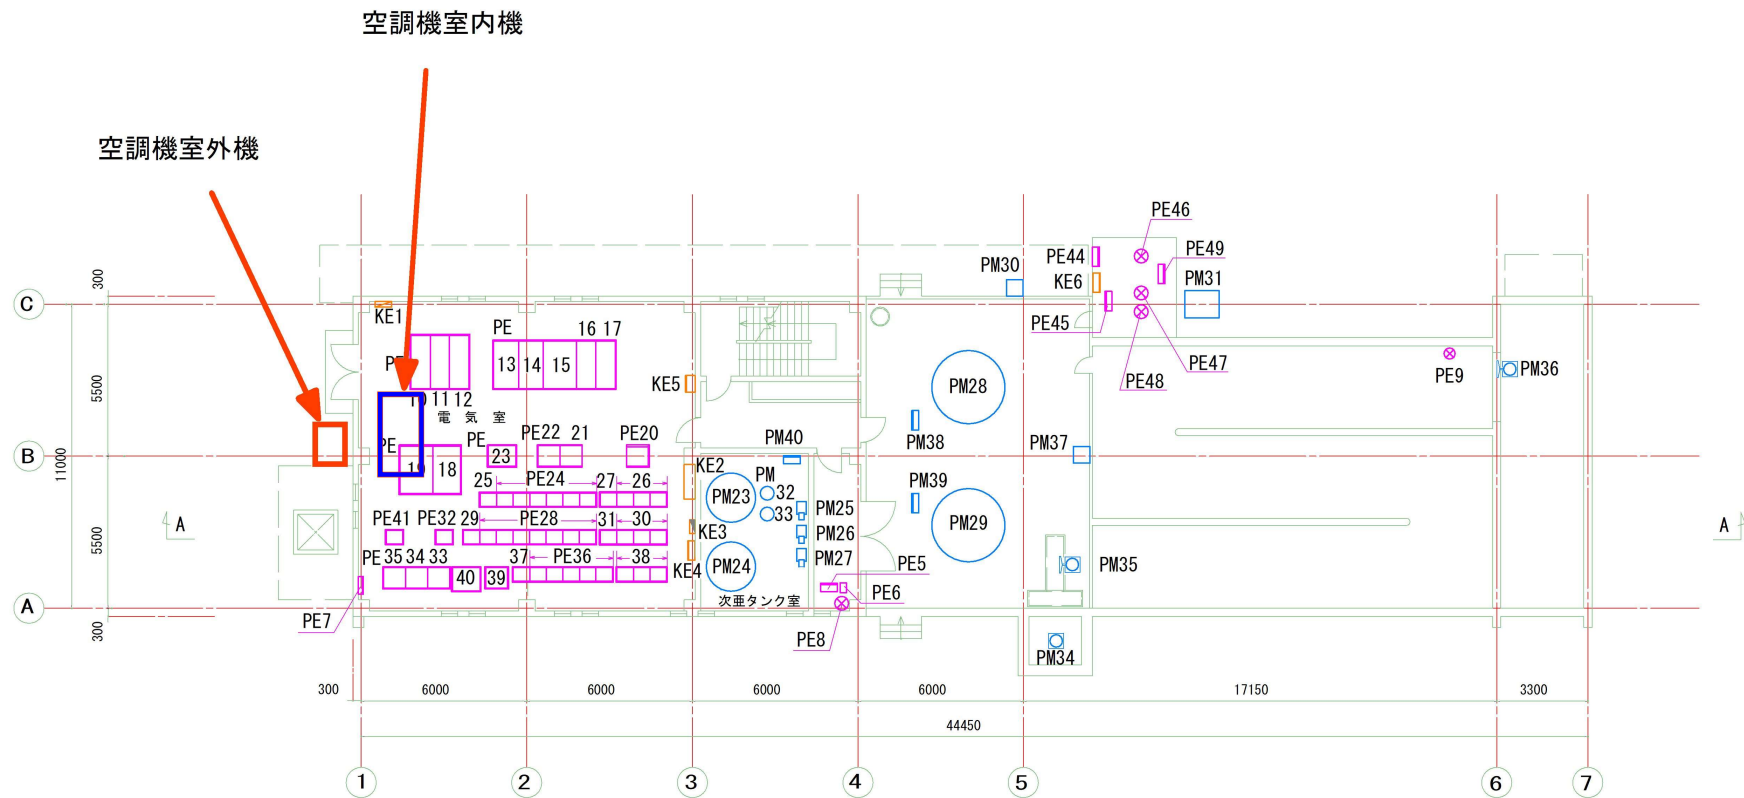 空調機室内機
空調機室外機
PE46
PE44
PE49
PM30
KE6
PM31
300
C
KE1
PE
16 17
PE45
PE
13 14 15
PE47
PE48
PE9
PM36
5500
KE5
PM28
10 11 12
電 気 室
PE
PE
PE22 21
PE20
PM40
PM38
PM37
B
23
19 18
11000
KE2
PM
25 PE24 27 26
PM23
32
PM39
33
PM25
A
A
PE41 PE32 29 PE28 31 30
KE3
PM26
PM29
5500
PM27
PE 35 34 33
37 PE36 38
KE4
PM24
PE5
PM35
40 39
PE6
次亜タンク室
A
PE7
300
PE8
PM34
300 6000 6000 6000 6000 17150 3300
44450
1 2 3 4 5 6 7